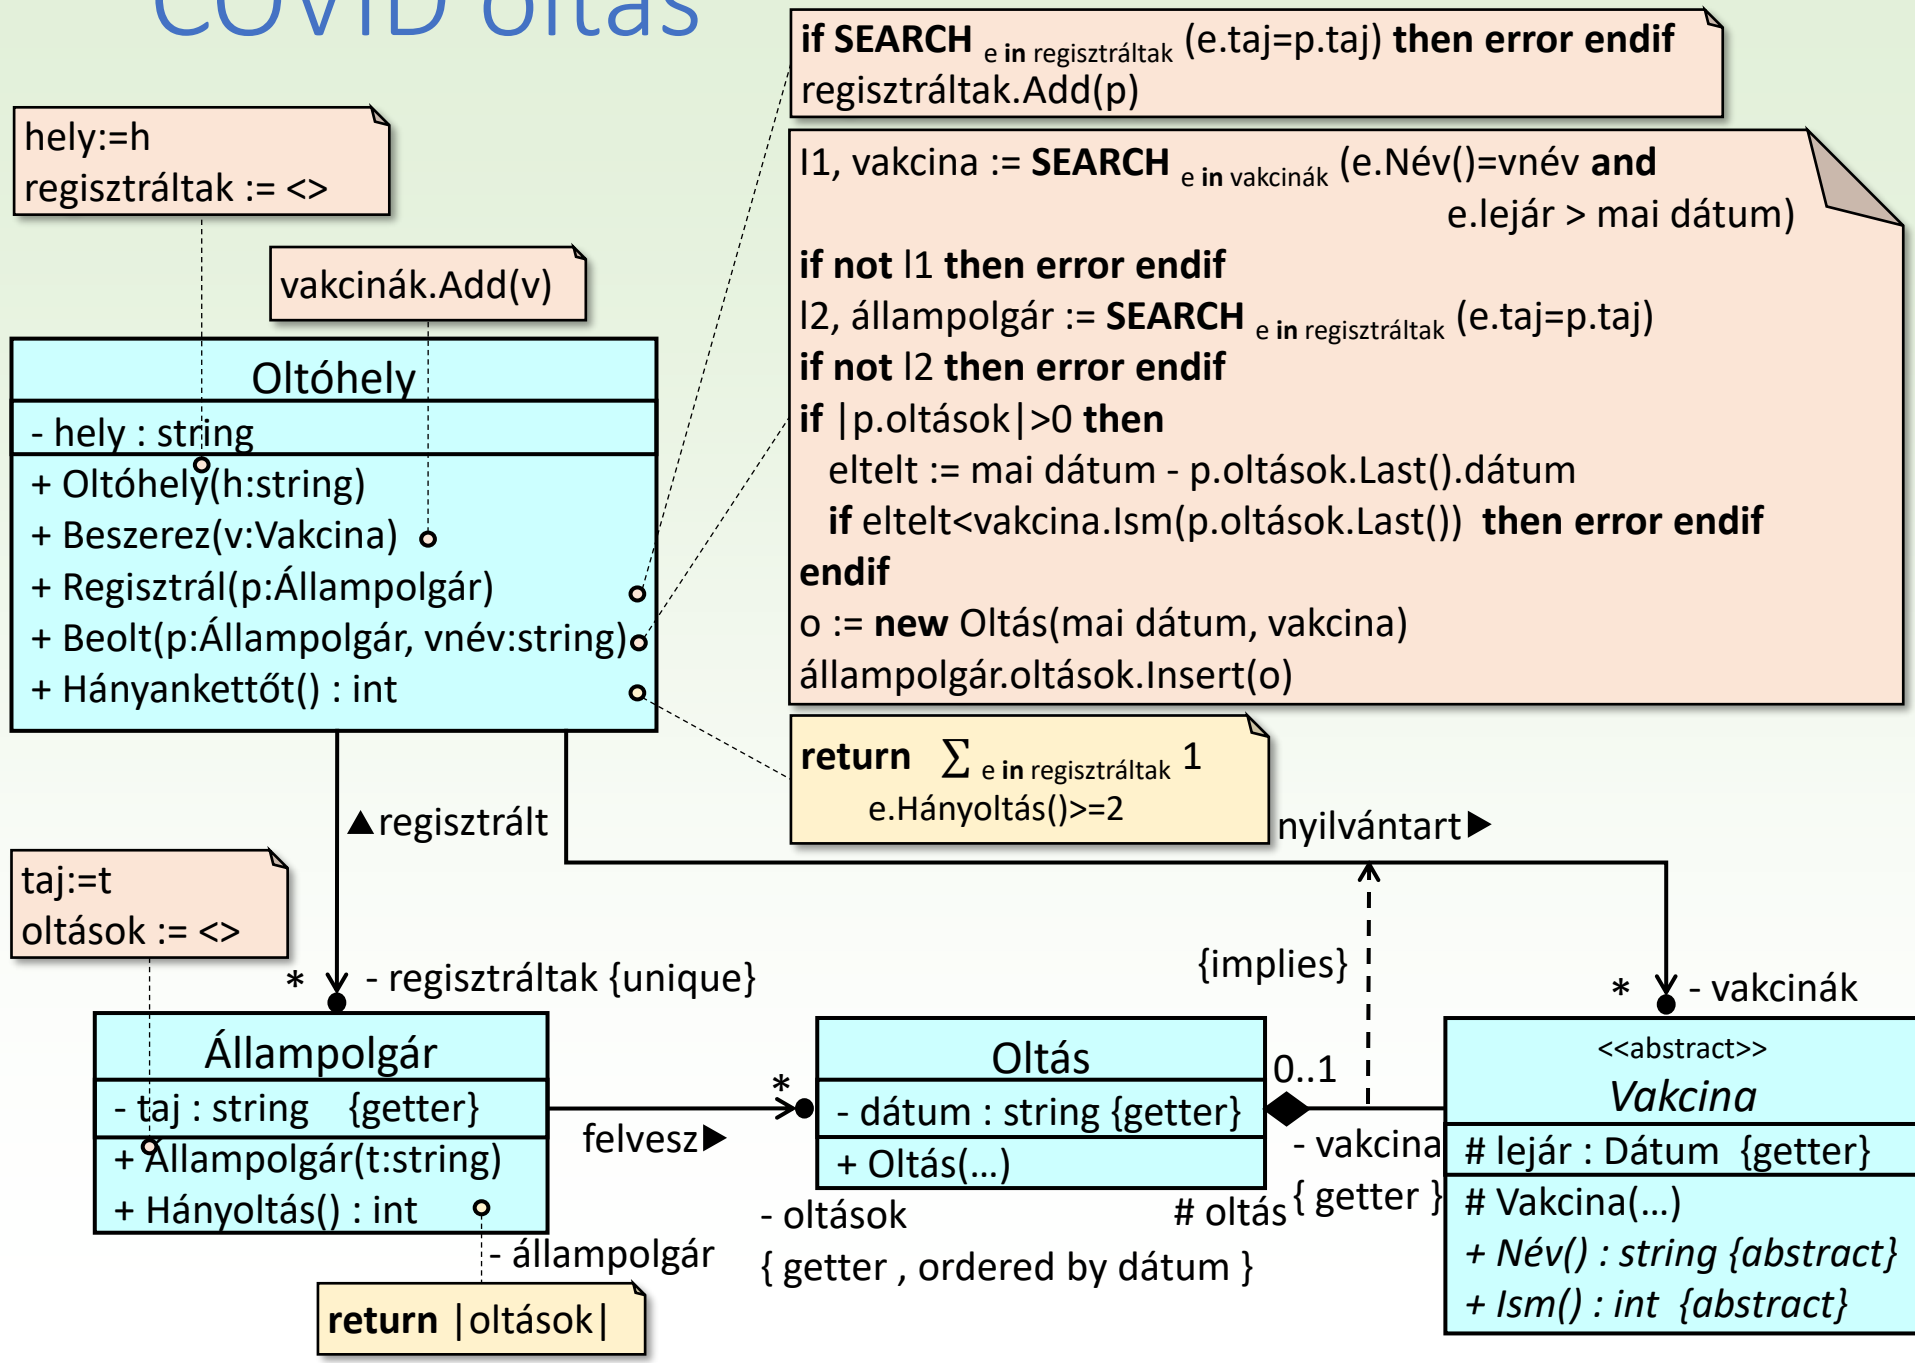 COVID oltás
if SEARCH e in regisztráltak (e.taj=p.taj) then error endif
regisztráltak.Add(p)
hely:=h
regisztráltak := <>
vakcinák.Add(v)
l1, vakcina := SEARCH e in vakcinák (e.Név()=vnév and
e.lejár > mai dátum)
if not l1 then error endif
l2, állampolgár := SEARCH e in regisztráltak (e.taj=p.taj)
if not l2 then error endif
if |p.oltások|>0 then
eltelt := mai dátum - p.oltások.Last().dátum
if eltelt<vakcina.Ism(p.oltások.Last()) then error endif
endif
o := new Oltás(mai dátum, vakcina)
állampolgár.oltások.Insert(o)
Oltóhely
- hely : string
+ Oltóhely(h:string)
+ Beszerez(v:Vakcina)
+ Regisztrál(p:Állampolgár)
+ Beolt(p:Állampolgár, vnév:string)
+ Hányankettőt() : int
return ∑ e in regisztráltak 1
e.Hányoltás()>=2
▲regisztrált
nyilvántart▶
taj:=t
oltások := <>
{implies}
* - regisztráltak {unique}
* - vakcinák
Állampolgár
- taj : string {getter}
+ Állampolgár(t:string)
+ Hányoltás() : int
- állampolgár
return |oltások|
felvesz▶
*
Oltás
- dátum : string {getter}
+ Oltás(...)
- oltások
{ getter , ordered by dátum }
0..1
- vakcina
{ getter }
# oltás
<<abstract>>
Vakcina
# lejár : Dátum {getter}
# Vakcina(...)
+ Név() : string {abstract}
+ Ism() : int {abstract}